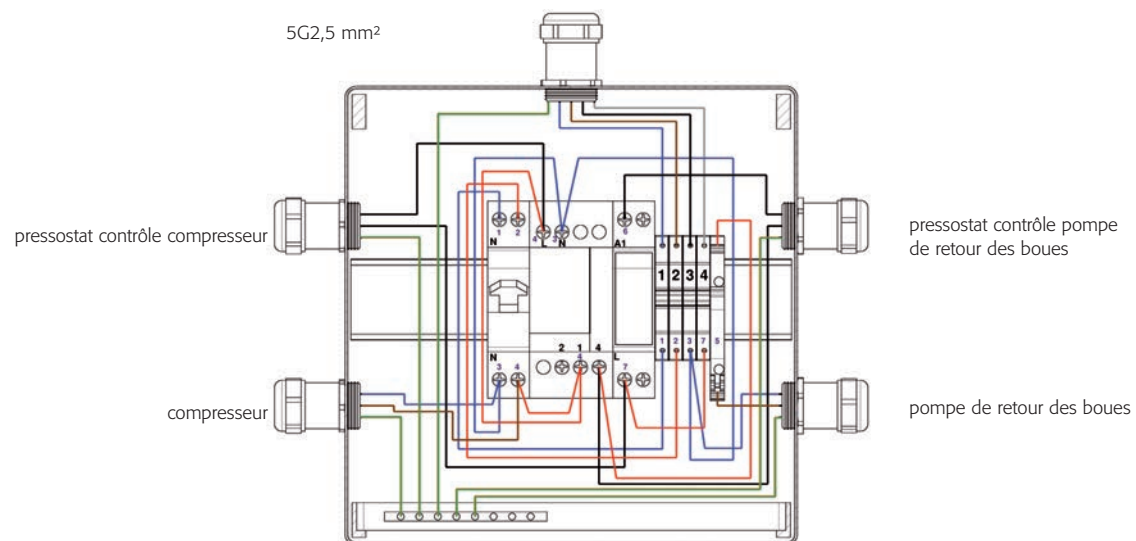 5G2,5 mm²
pressostat contrôle compresseur
pressostat contrôle pompe
de retour des boues
compresseur
pompe de retour des boues
1 2 4 L 3 N 6
N A1
1 2 3 4
2 1 4 L
N 4
3 4 7 1 2 3 7 5